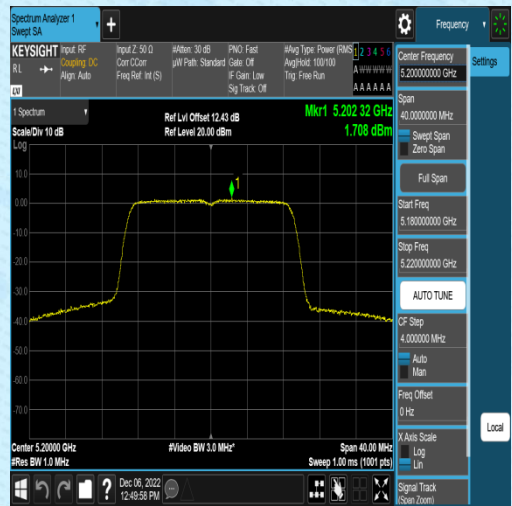 Spectrum Analyzer 1
Swept SA
+
Frequency
KEYSIGHT
RL
LXI
Input: RF
Coupling: DC
Align: Auto
Input Z: 50 Ω
Corr CCorr
Freq Ref: Int (S)
#Atten: 30 dB
µW Path: Standard
PNO: Fast
Gate: Off
IF Gain: Low
Sig Track: Off
#Avg Type: Power (RMS
Avg|Hold: 100/100
Trig: Free Run
1 2 3 4 5 6
A W W W W W
A A A A A A
1 Spectrum
Scale/Div 10 dB
Log
Ref Lvl Offset 12.43 dB
Ref Level 20.00 dBm
Mkr1 5.202 32 GHz
1.708 dBm
1
10.0
0.00
-10.0
-20.0
-30.0
-40.0
-50.0
-60.0
-70.0
Center 5.20000 GHz
#Res BW 1.0 MHz
#Video BW 3.0 MHz*
Span 40.00 MHz
Sweep 1.00 ms (1001 pts)
?
Dec 06, 2022
12:49:58 PM
Center Frequency
5.200000000 GHz
Settings
Span
40.0000000 MHz
Swept Span
Zero Span
Full Span
Start Freq
5.180000000 GHz
Stop Freq
5.220000000 GHz
AUTO TUNE
CF Step
4.000000 MHz
Auto
Man
Freq Offset
0 Hz
X Axis Scale
Log
Lin
Local
Signal Track
(Span Zoom)